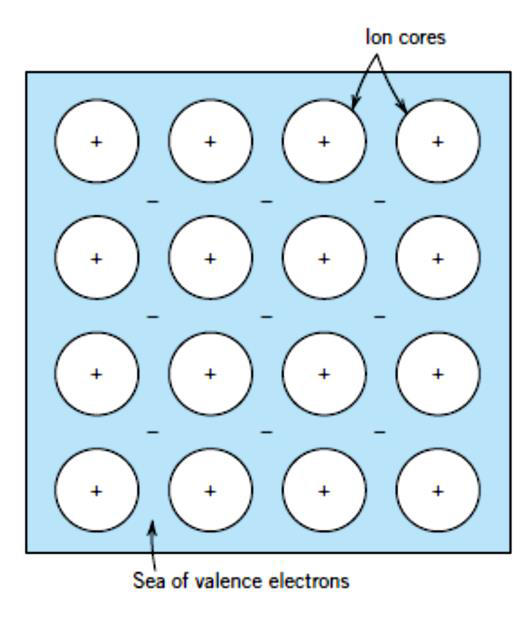 Ion cores
+ + + +
− − −
+ + + +
− − −
+ + + +
− − −
+ + + +
Sea of valence electrons